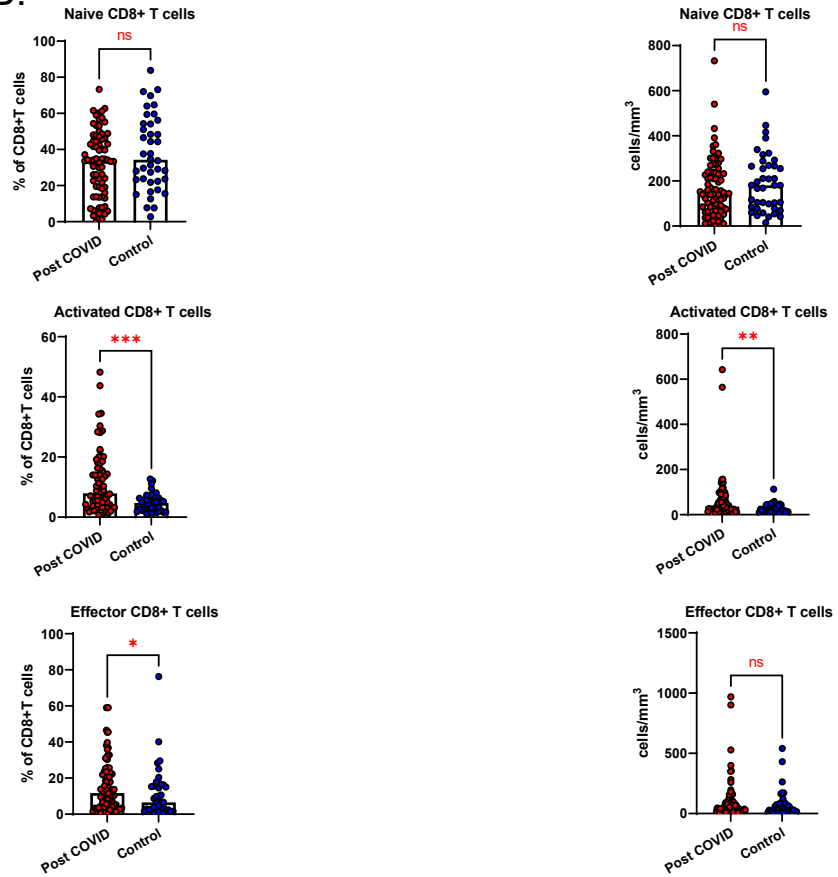 Naive CD8+ T cells
ns
% of CD8+T cells
100
80
60
40
20
0
Post COVID
Control
Naive CD8+ T cells
ns
cells/mm³
800
600
400
200
0
Post COVID
Control
Activated CD8+ T cells
***
% of CD8+T cells
60
40
20
0
Post COVID
Control
Activated CD8+ T cells
**
cells/mm³
800
600
400
200
0
Post COVID
Control
Effector CD8+ T cells
*
% of CD8+T cells
100
80
60
40
20
0
Post COVID
Control
Effector CD8+ T cells
ns
cells/mm³
1500
1000
500
0
Post COVID
Control